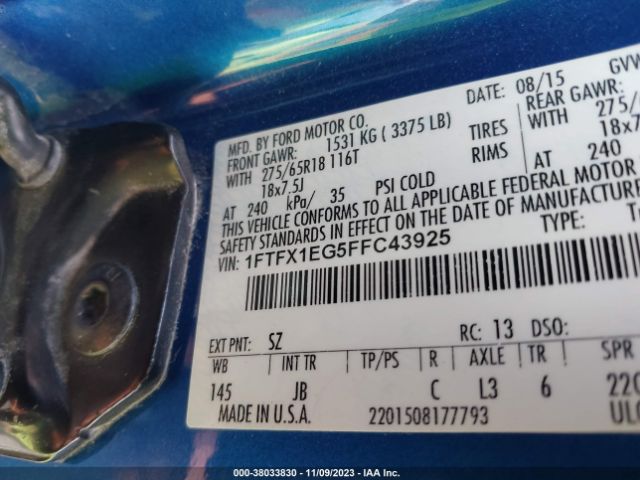 MFD. BY FORD MOTOR CO. DATE: 08/15 GVW
FRONT GAWR: 1531 KG ( 3375 LB) REAR GAWR:
WITH 275/65R18 116T TIRES WITH 275/
18x7.5J RIMS 18x7.
AT 240 kPa/ 35 PSI COLD AT 240
THIS VEHICLE CONFORMS TO ALL APPLICABLE FEDERAL MOTOR
SAFETY STANDARDS IN EFFECT ON THE DATE OF MANUFACTURE
VIN: 1FTFX1EG5FFC43925 TYPE:
EXT PNT: SZ RC: 13 DSO:
WB INT TR TP/PS R AXLE TR SPR
145 JB C L3 6 220
MADE IN U.S.A. 2201508177793 ULG
000-38033830 - 11/09/2023 - IAA Inc.